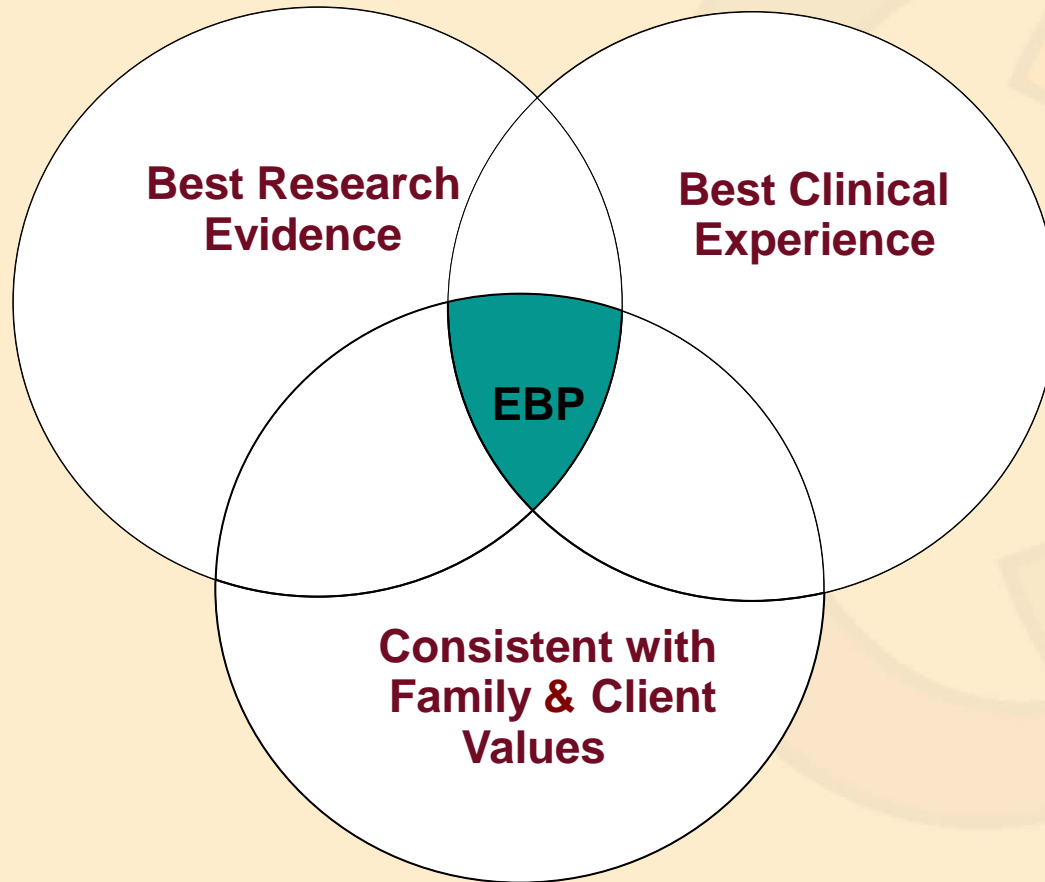 Best Research
Evidence
Best Clinical
Experience
EBP
Consistent with
Family & Client
Values